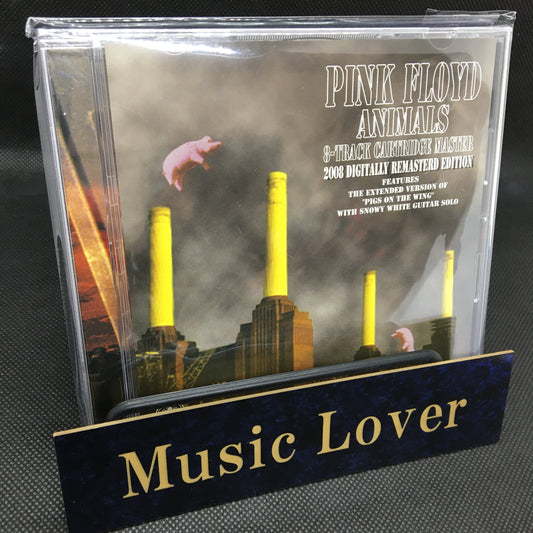 PINK FLOYD
ANIMALS
8-TRACK CARTRIDGE MASTER
2008 DIGITALLY REMASTERD EDITION
FEATURES
THE EXTENDED VERSION OF
"PIGS ON THE WING"
WITH SNOWY WHITE GUITAR SOLO
Music Lover